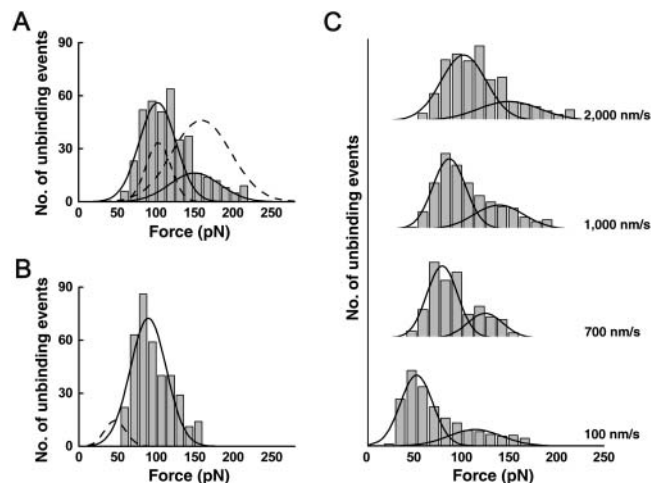 A
90
60
30
0
No. of unbinding events
0 50 100 150 200 250
Force (pN)
B
90
60
30
0
No. of unbinding events
0 50 100 150 200 250
Force (pN)
C
No. of unbinding events
2,000 nm/s
1,000 nm/s
700 nm/s
100 nm/s
0 50 100 150 200 250
Force (pN)